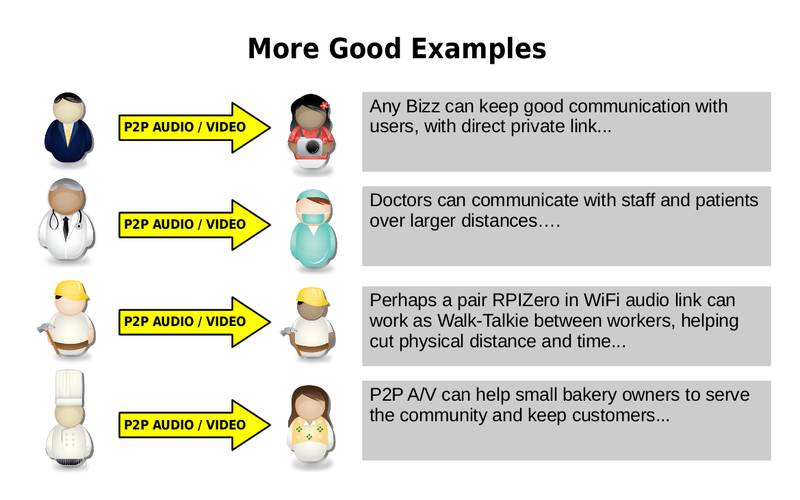 More Good Examples
P2P AUDIO / VIDEO
Any Bizz can keep good communication with
users, with direct private link...
P2P AUDIO / VIDEO
Doctors can communicate with staff and patients
over larger distances….
P2P AUDIO / VIDEO
Perhaps a pair RPIZero in WiFi audio link can
work as Walk-Talkie between workers, helping
cut physical distance and time...
P2P AUDIO / VIDEO
P2P A/V can help small bakery owners to serve
the community and keep customers...